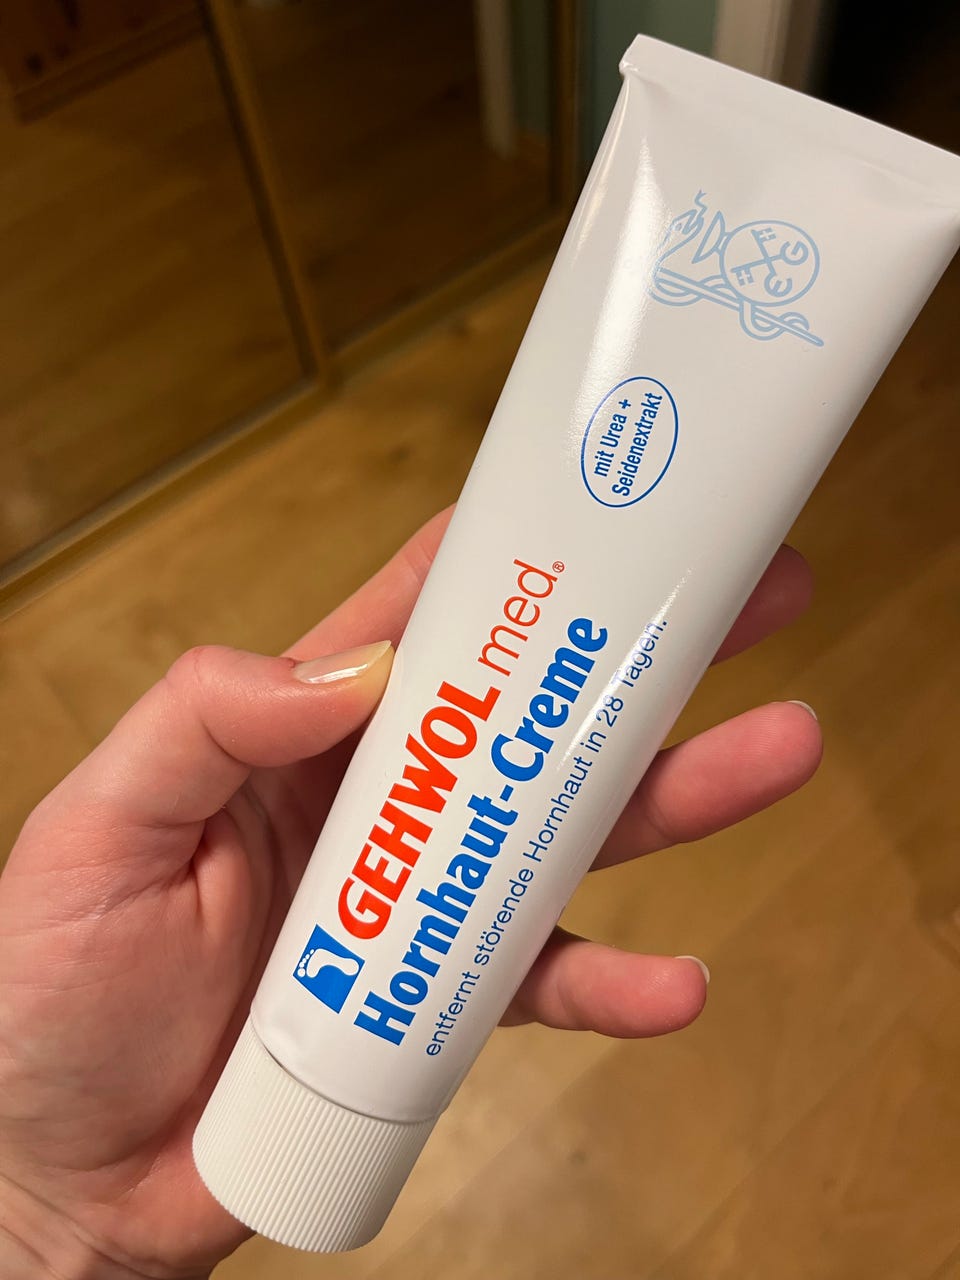 GEHWOL med®
Hornhaut-Creme
entfernt störende Hornhaut in 28 Tagen.
mit Urea +
Seidenextrakt
E G